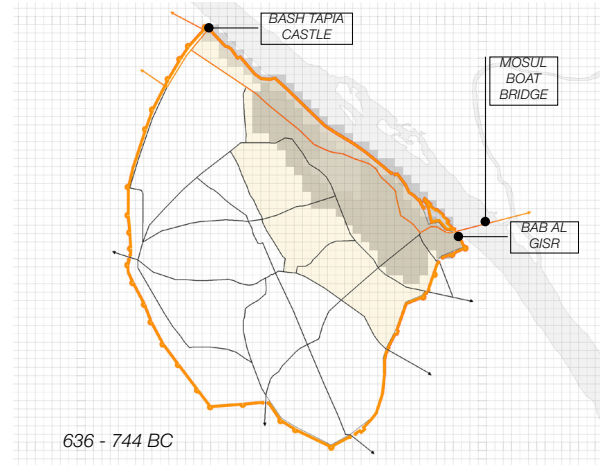 BASH TAPIA
CASTLE
MOSUL
BOAT
BRIDGE
BAB AL
GISR
636 - 744 BC